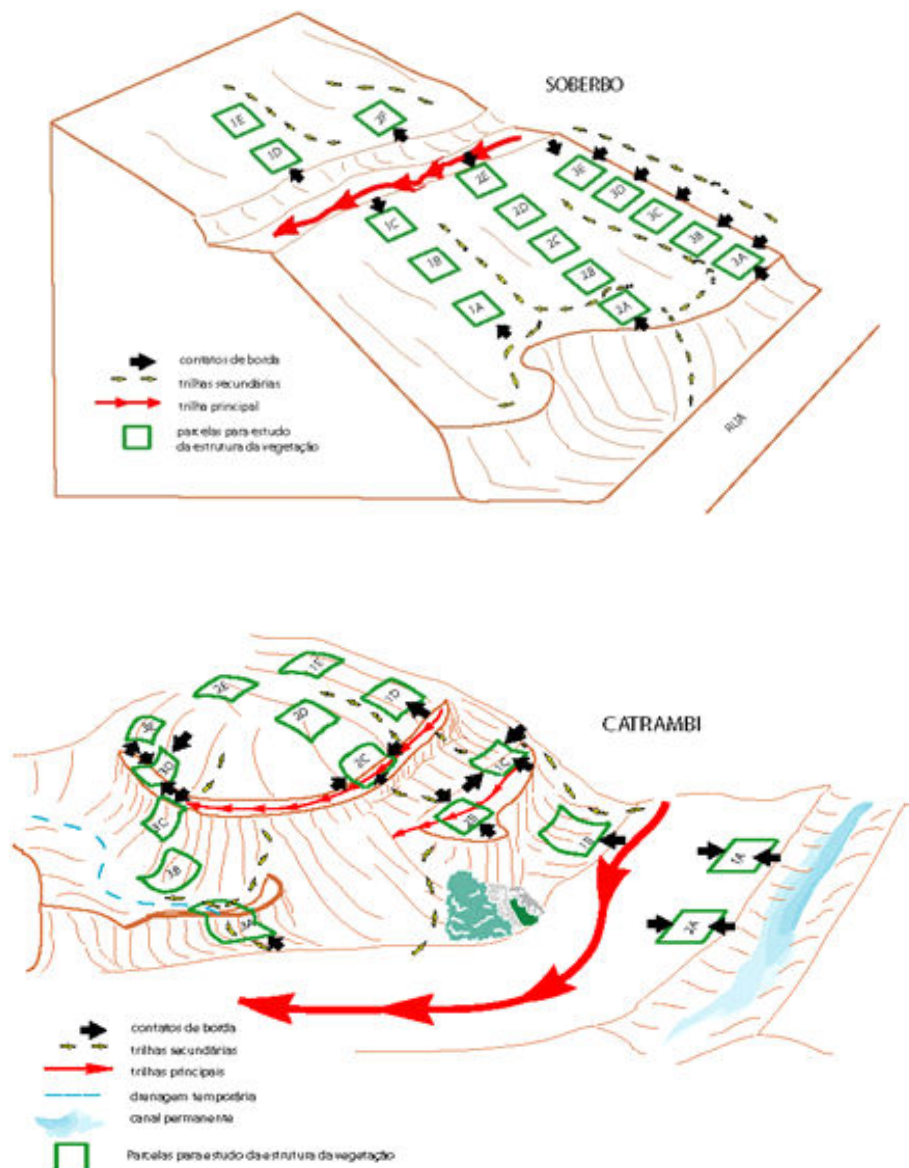 SOBERBO
1E
2F
1D
3E
2E
3D
1C
2D
3C
1B
2C
3B
3A
1A
2B
2A
contatos de borda
trilhas secundárias
trilha principal
parcelas para estudo
da estrutura da vegetação
RUA
1E
2E
1D
2D
CATRAMBI
2C
1C
3D
3C
2B
1B
1A
3B
2A
3A
contatos de borda
trilhas secundárias
trilhas principais
drenagem temporária
canal permanente
Parcelas para estudo da estrutura da vegetação